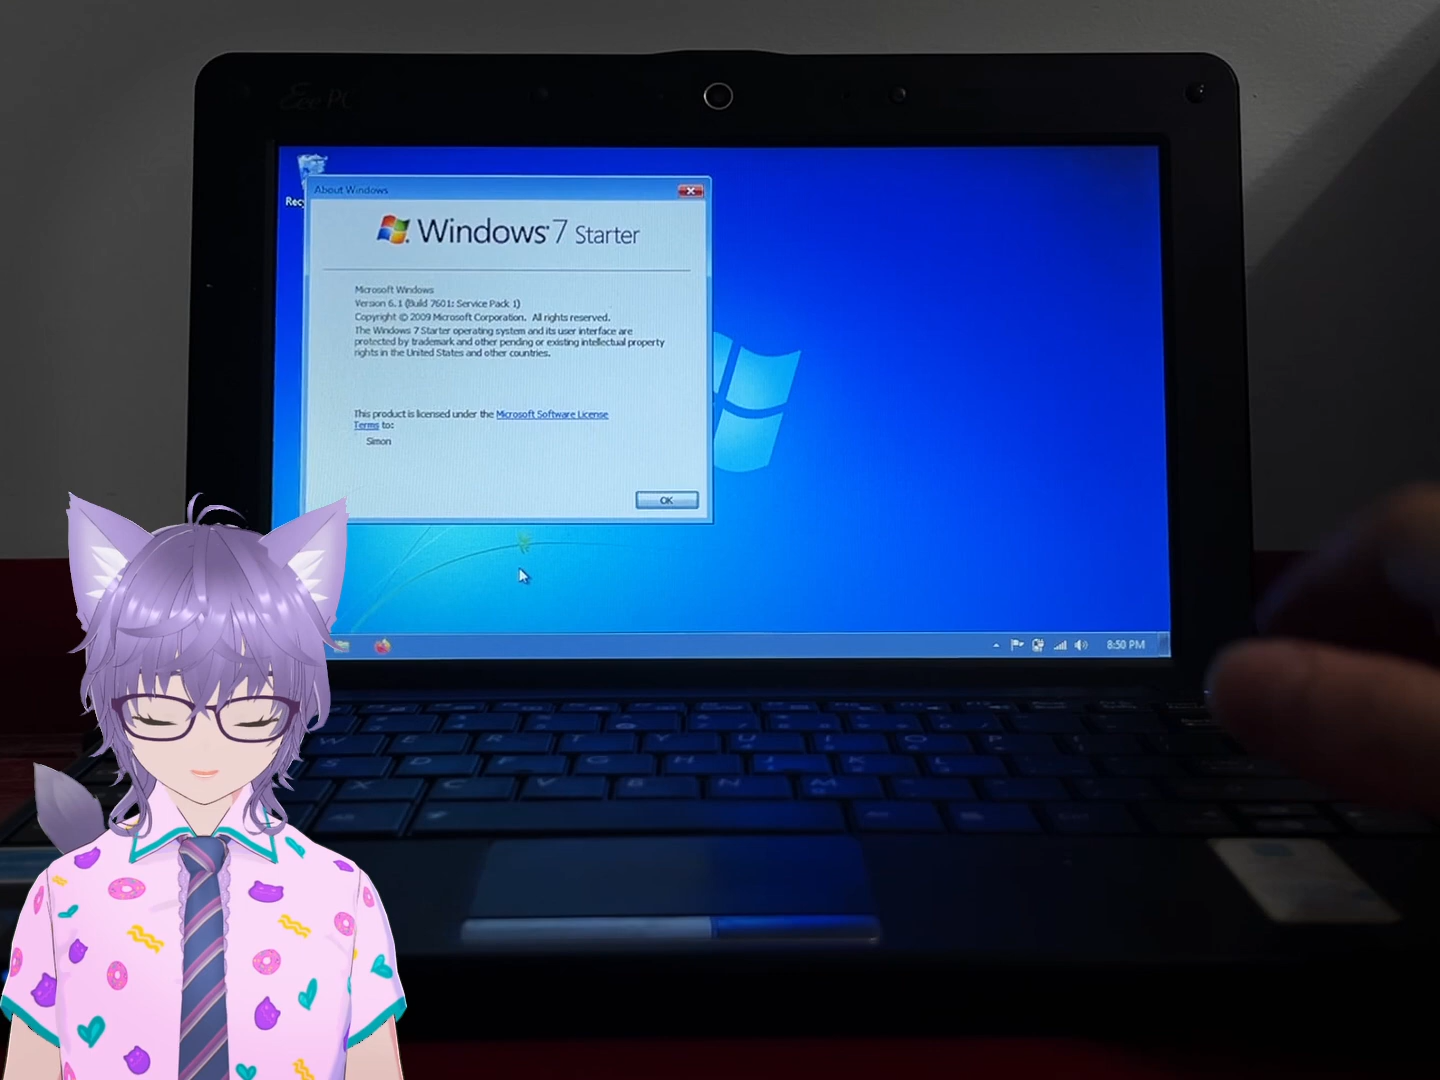 Eee PC
Recy
About Windows
Windows 7 Starter
Microsoft Windows
Version 6.1 (Build 7601: Service Pack 1)
Copyright © 2009 Microsoft Corporation. All rights reserved.
The Windows 7 Starter operating system and its user interface are
protected by trademark and other pending or existing intellectual property
rights in the United States and other countries.
This product is licensed under the Microsoft Software License
Terms to:
Simon
OK
8:50 PM
W E R T Y U I O P
S D F G H J K L
X C V B N M